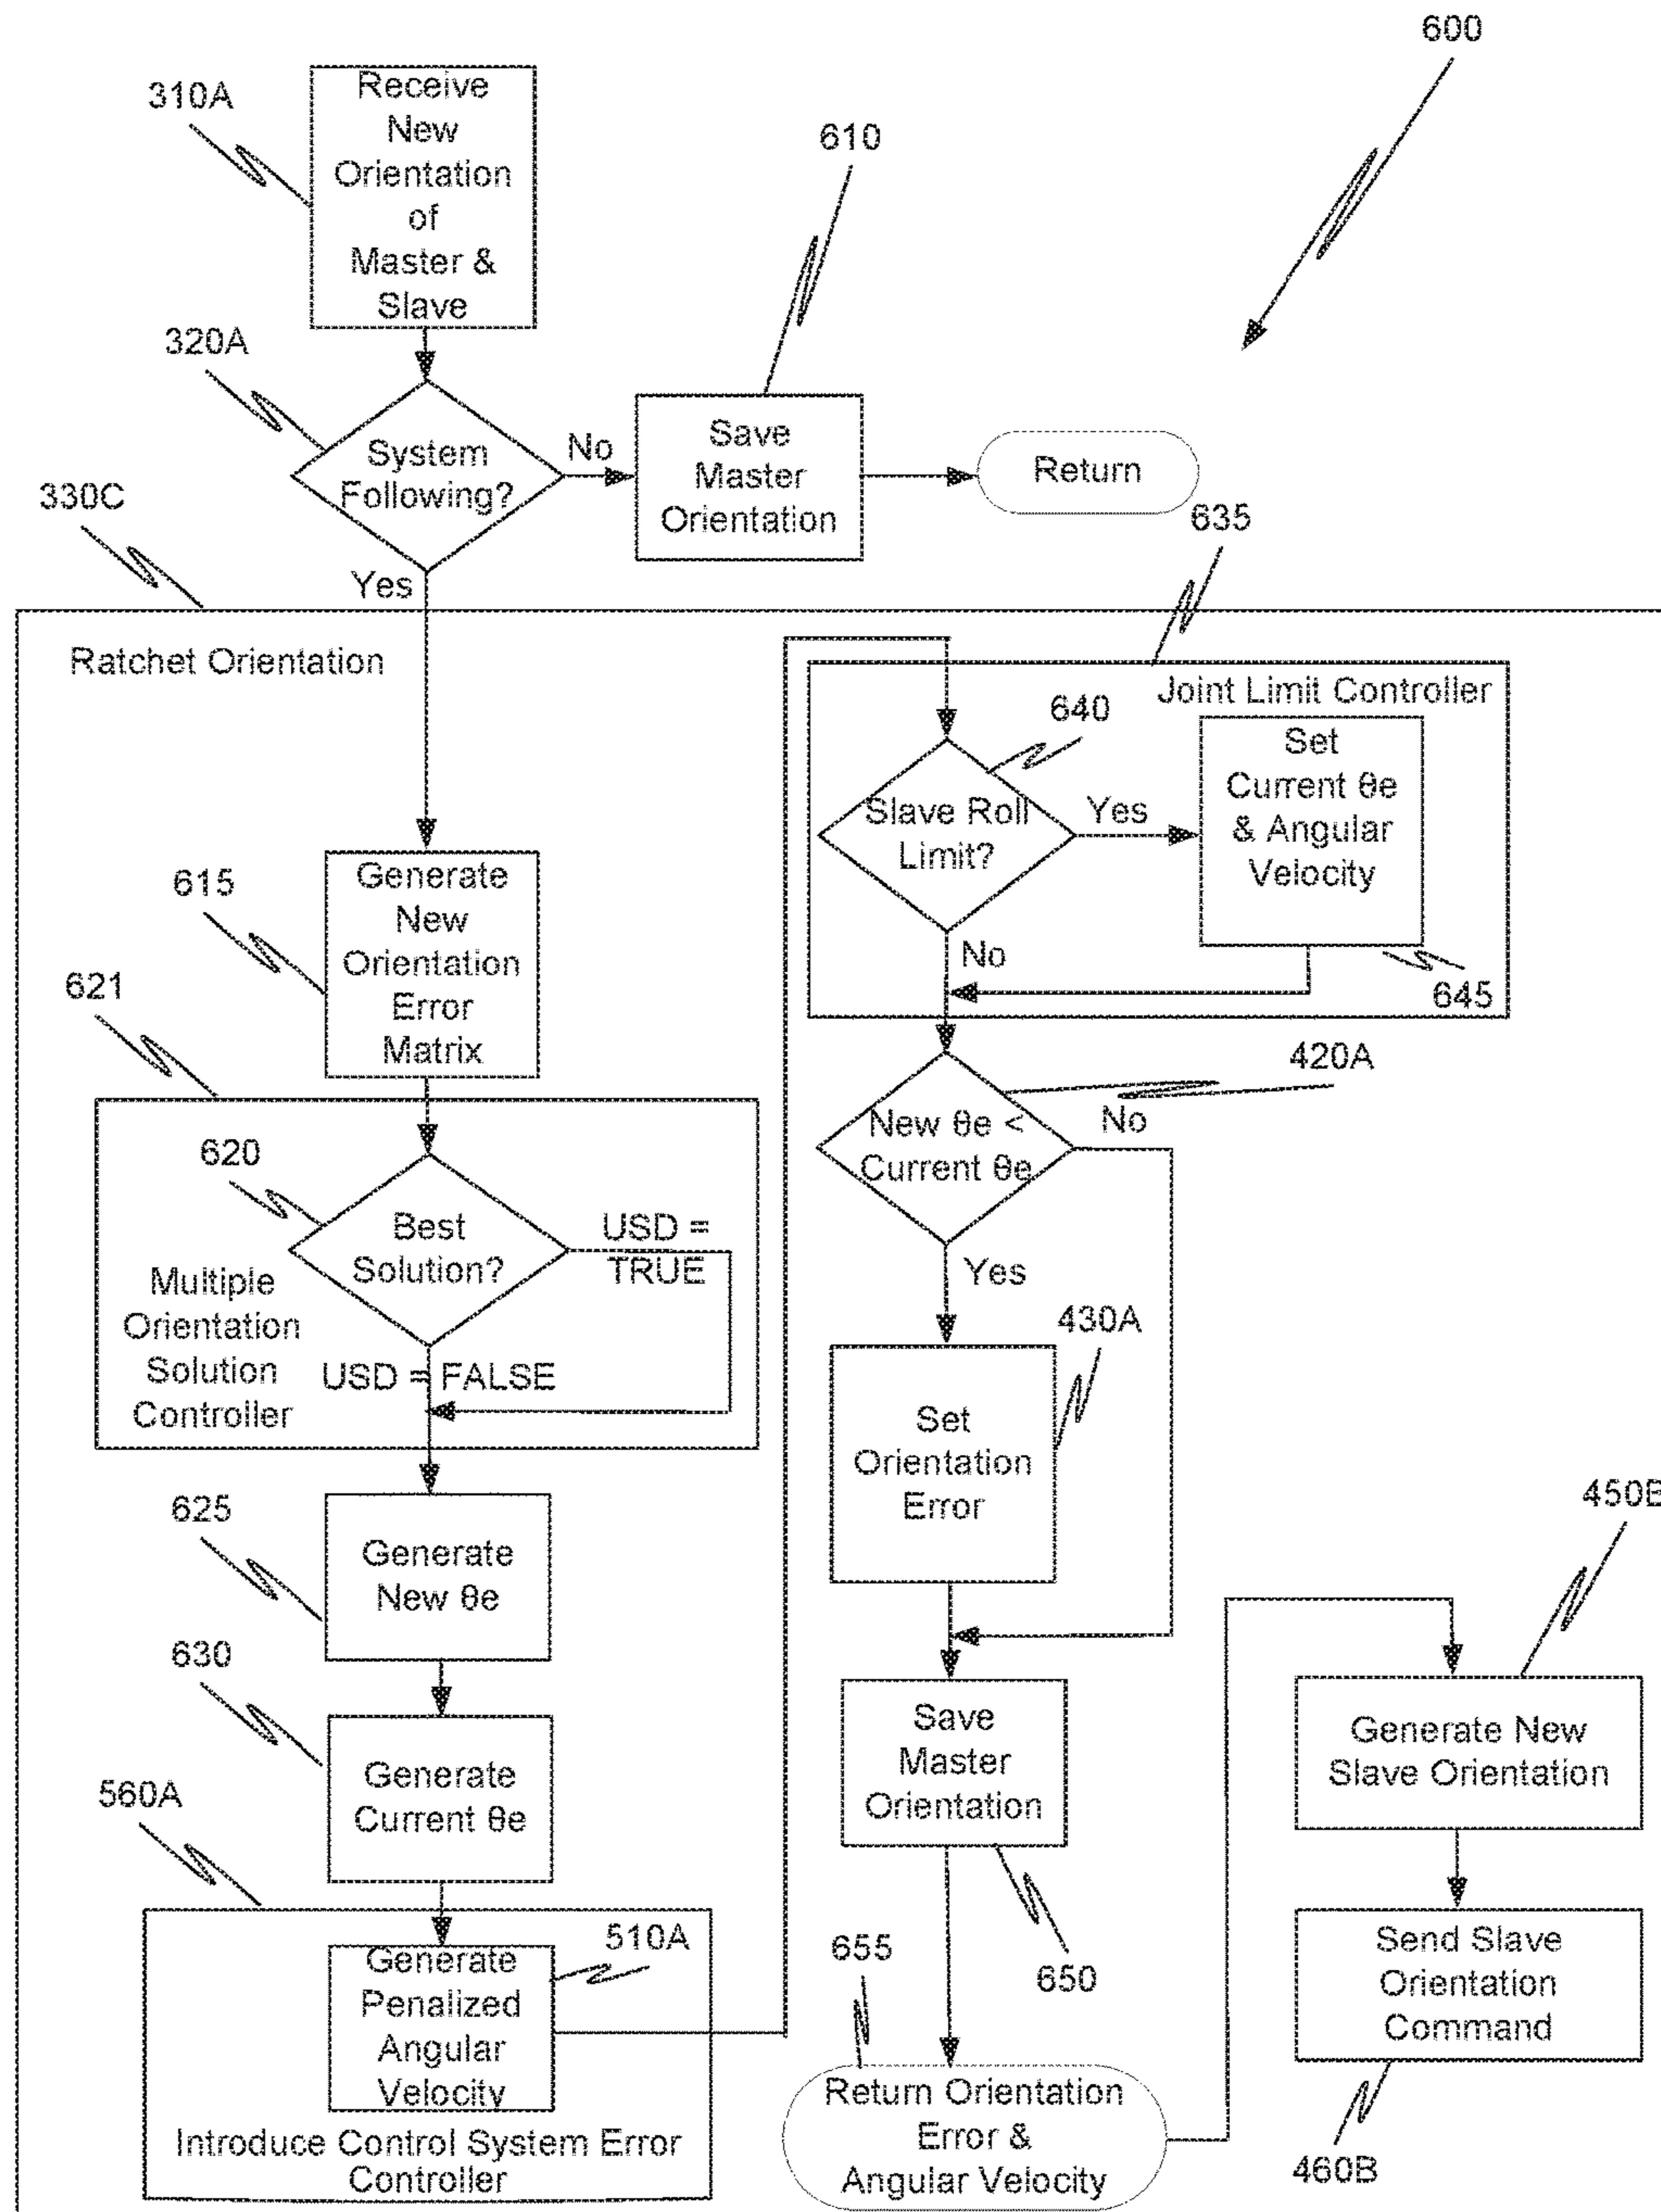 600
310A
Receive
New
Orientation
of
Master &
Slave
610
320A
System
Following?
No
Save
Master
Orientation
Return
330C
Yes
635
Ratchet Orientation
Joint Limit Controller
640
Slave Roll
Limit?
Yes
Set
Current θe
& Angular
Velocity
No
645
615
Generate
New
Orientation
Error
Matrix
621
620
Best
Solution?
USD =
TRUE
USD = FALSE
Multiple
Orientation
Solution
Controller
420A
New θe <
Current θe
No
Yes
430A
Set
Orientation
Error
625
Generate
New θe
630
Generate
Current θe
560A
510A
Generate
Penalized
Angular
Velocity
Introduce Control System Error
Controller
Save
Master
Orientation
650
655
Return Orientation
Error &
Angular Velocity
450B
Generate New
Slave Orientation
Send Slave
Orientation
Command
460B